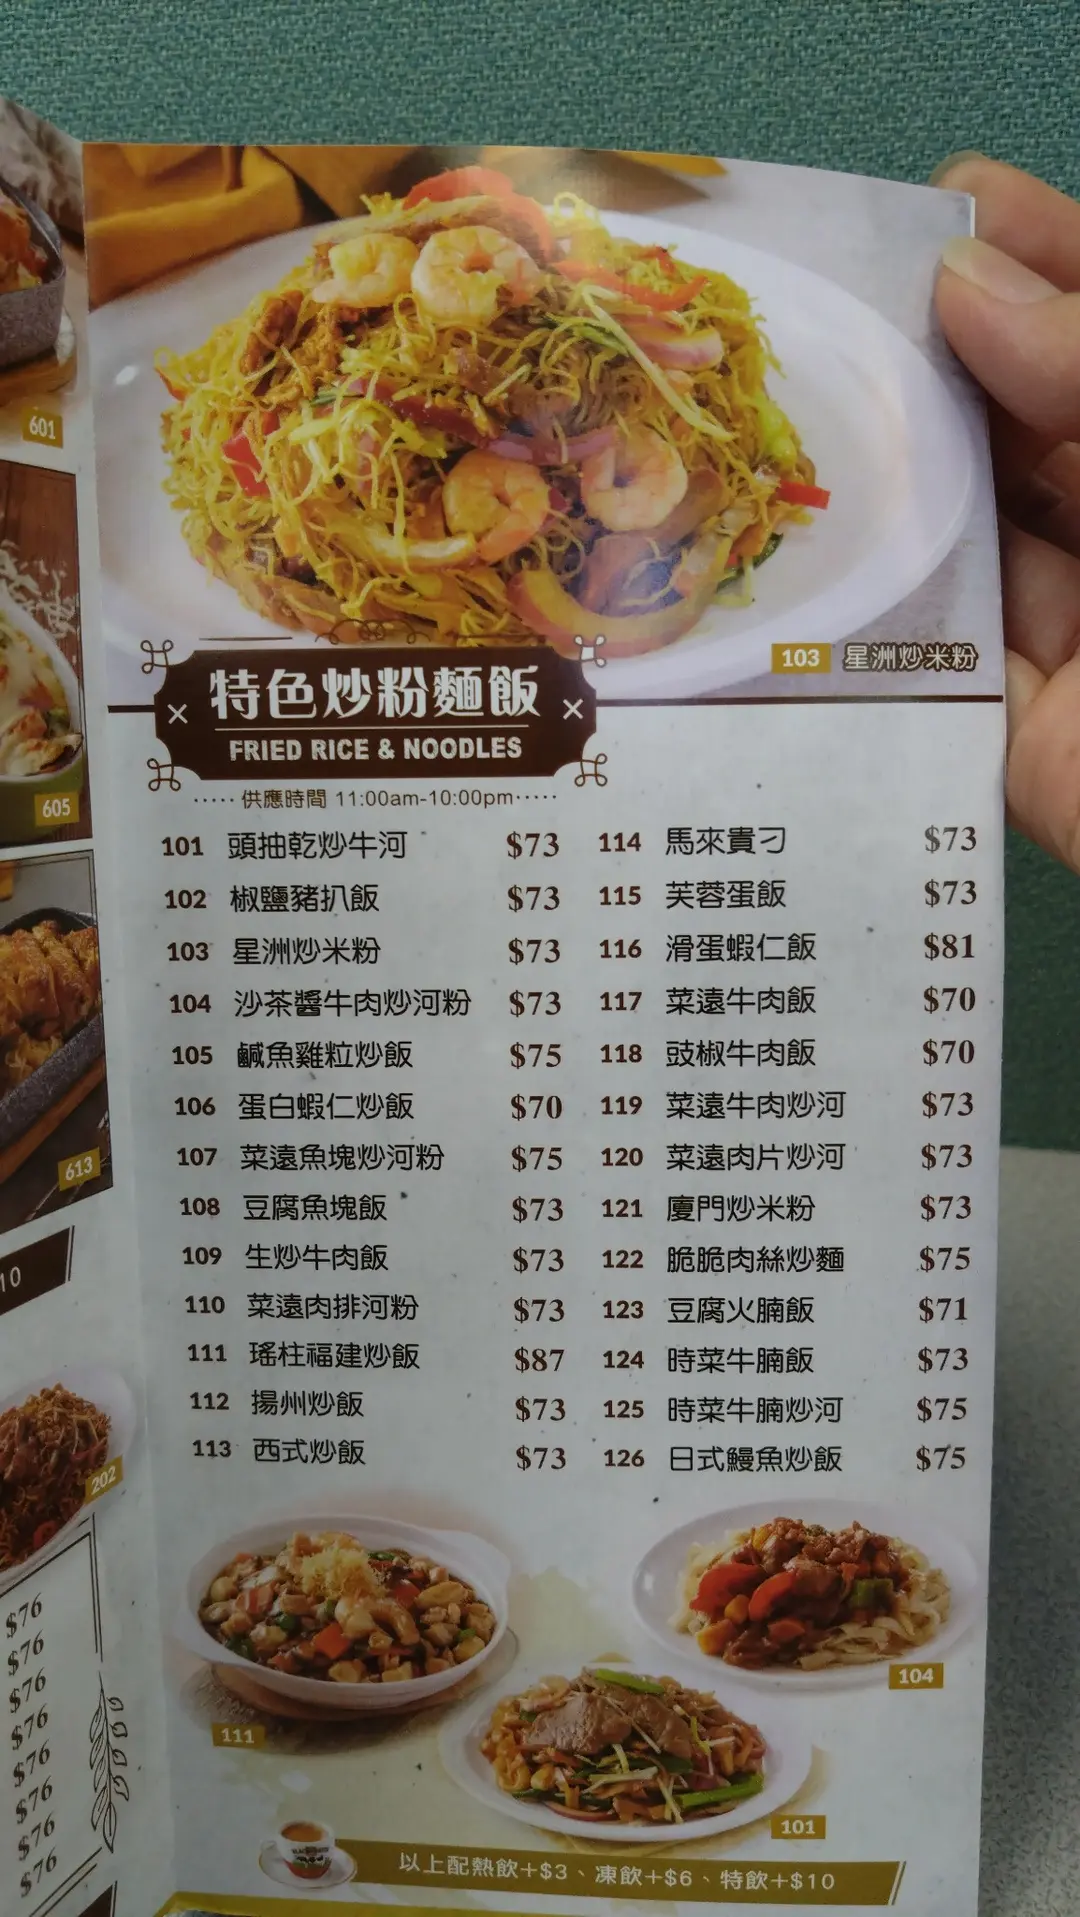 601
605
613
10
202
$76
$76
$76
$76
$76
$76
$76
$76
103 星洲炒米粉
特色炒粉麵飯
FRIED RICE & NOODLES
供應時間 11:00am-10:00pm
101 頭抽乾炒牛河 $73
102 椒鹽豬扒飯 $73
103 星洲炒米粉 $73
104 沙茶醬牛肉炒河粉 $73
105 鹹魚雞粒炒飯 $75
106 蛋白蝦仁炒飯 $70
107 菜遠魚塊炒河粉 $75
108 豆腐魚塊飯 $73
109 生炒牛肉飯 $73
110 菜遠肉排河粉 $73
111 瑤柱福建炒飯 $87
112 揚州炒飯 $73
113 西式炒飯 $73
114 馬來貴刁 $73
115 芙蓉蛋飯 $73
116 滑蛋蝦仁飯 $81
117 菜遠牛肉飯 $70
118 豉椒牛肉飯 $70
119 菜遠牛肉炒河 $73
120 菜遠肉片炒河 $73
121 廈門炒米粉 $73
122 脆脆肉絲炒麵 $75
123 豆腐火腩飯 $71
124 時菜牛腩飯 $73
125 時菜牛腩炒河 $75
126 日式鰻魚炒飯 $75
104
111
101
以上配熱飲+$3、凍飲+$6、特飲+$10